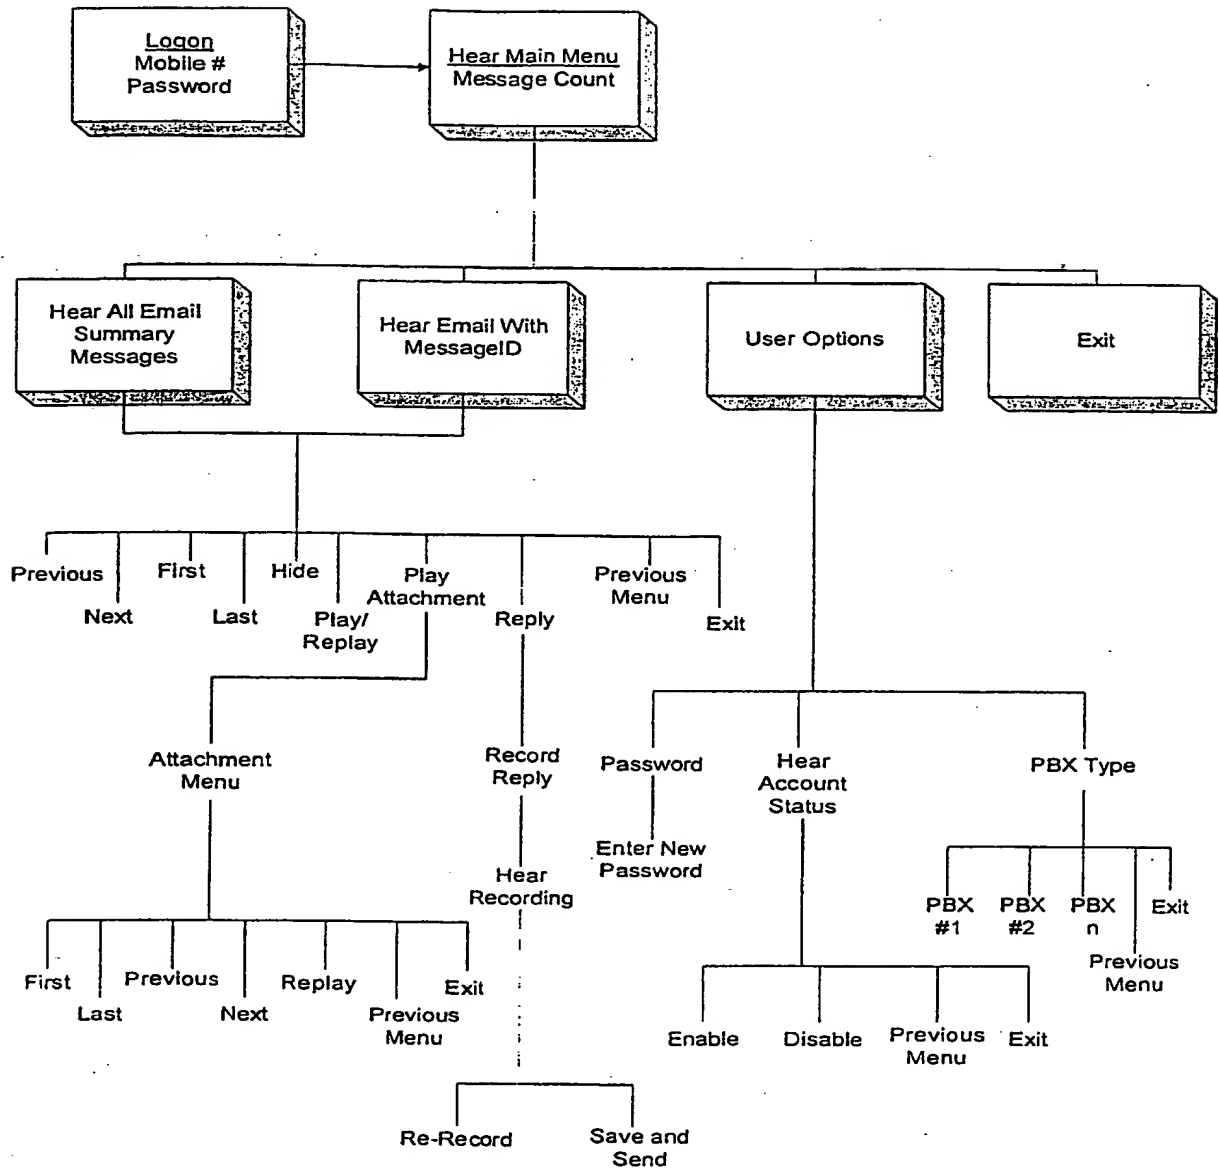 Logon
Mobile #
Password
Hear Main Menu
Message Count
Hear All Email
Summary
Messages
Hear Email With
MessageID
User Options
Exit
Previous
Next
First
Last
Hide
Play/
Replay
Play
Attachment
Reply
Previous
Menu
Exit
Attachment
Menu
Record
Reply
Hear
Recording
Password
Enter New
Password
Hear
Account
Status
PBX Type
PBX
#1
PBX
#2
PBX
n
Previous
Menu
Exit
First
Last
Previous
Next
Replay
Previous
Menu
Exit
Enable
Disable
Previous
Menu
Exit
Re-Record
Save and
Send